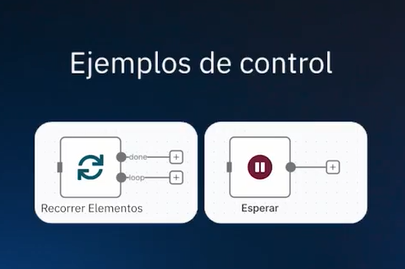 Ejemplos de control
done
loop
Recorrer Elementos
Esperar